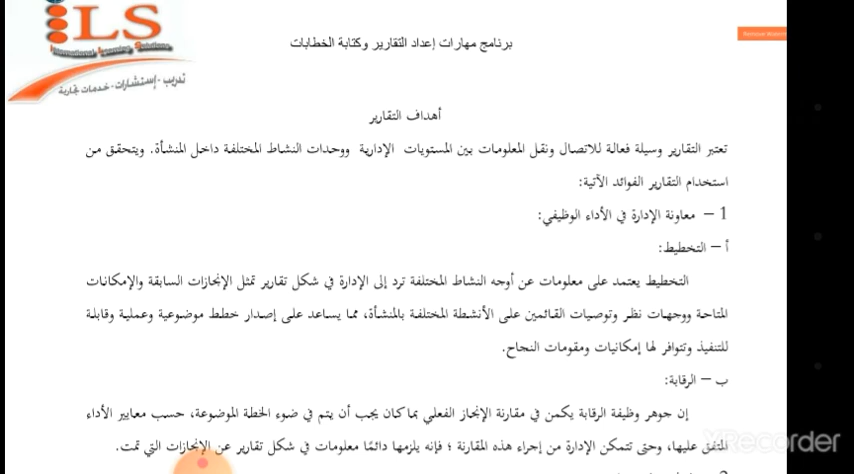 iLS
International Learning Solutions
تدريب - إستشارات - خدمات تجارية
برنامج مهارات إعداد التقارير وكتابة الخطابات
أهداف التقارير
تعتبر التقارير وسيلة فعالة للاتصال ونقل المعلومات بين المستويات الإدارية ووحدات النشاط المختلفة داخل المنشأة. ويتحقق من
استخدام التقارير الفوائد الآتية:
1 – معاونة الإدارة في الأداء الوظيفي:
أ – التخطيط:
التخطيط يعتمد على معلومات عن أوجه النشاط المختلفة ترد إلى الإدارة في شكل تقارير تمثل الإنجازات السابقة والإمكانات
المتاحة ووجهات نظر وتوصيات القائمين على الأنشطة المختلفة بالمنشأة، مما يساعد على إصدار خطط موضوعية وعملية وقابلة
للتنفيذ وتتوافر لها إمكانيات ومقومات النجاح.
ب – الرقابة:
إن جوهر وظيفة الرقابة يكمن في مقارنة الإنجاز الفعلي بما كان يجب أن يتم في ضوء الخطة الموضوعة، حسب معايير الأداء
المتفق عليها، وحتى تتمكن الإدارة من إجراء هذه المقارنة ؛ فإنه يلزمها دائمًا معلومات في شكل تقارير عن الإنجازات التي تمت.
XRecorder